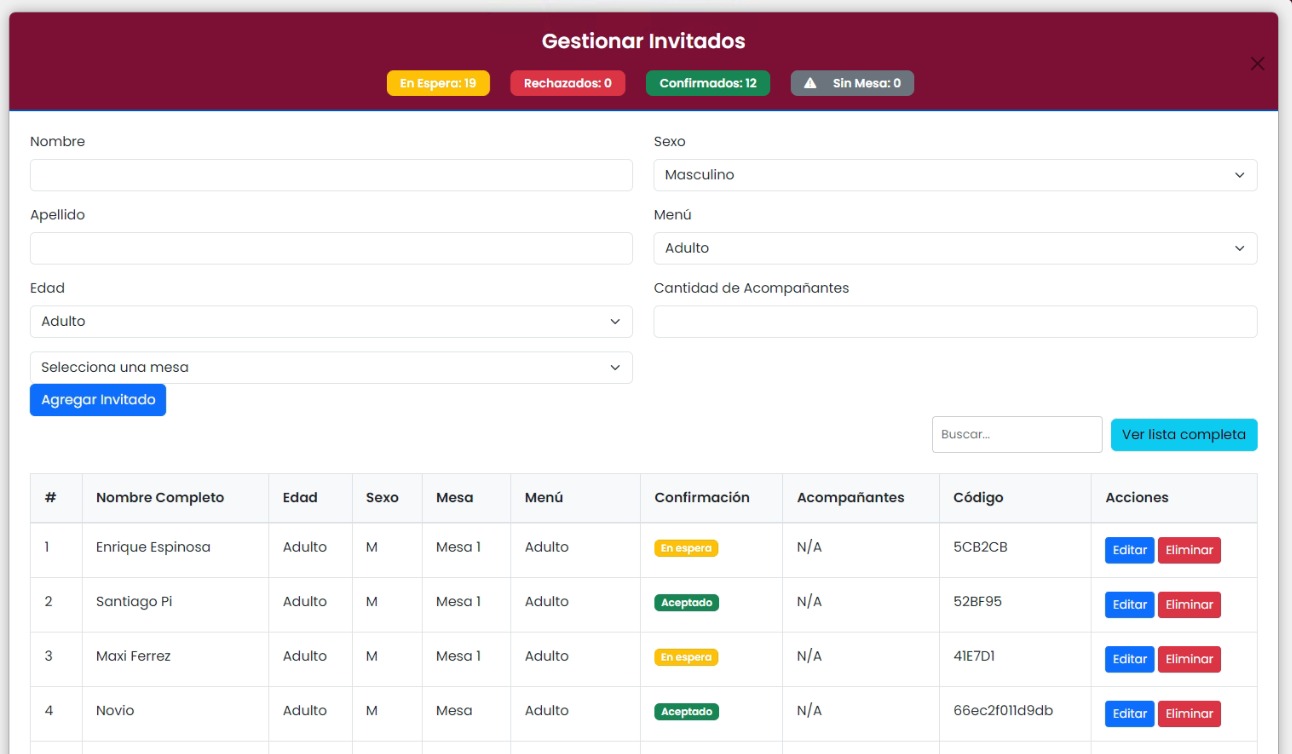 Gestionar Invitados
En Espera: 19 Rechazados: 0 Confirmados: 12 Sin Mesa: 0
Nombre Sexo
Masculino
Apellido Menú
Adulto
Edad Cantidad de Acompañantes
Adulto
Selecciona una mesa
Agregar Invitado
Buscar... Ver lista completa
# Nombre Completo Edad Sexo Mesa Menú Confirmación Acompañantes Código Acciones
1 Enrique Espinosa Adulto M Mesa 1 Adulto En espera N/A 5CB2CB Editar Eliminar
2 Santiago Pi Adulto M Mesa 1 Adulto Aceptado N/A 52BF95 Editar Eliminar
3 Maxi Ferrez Adulto M Mesa 1 Adulto En espera N/A 41E7D1 Editar Eliminar
4 Novio Adulto M Mesa Adulto Aceptado N/A 66ec2f011d9db Editar Eliminar